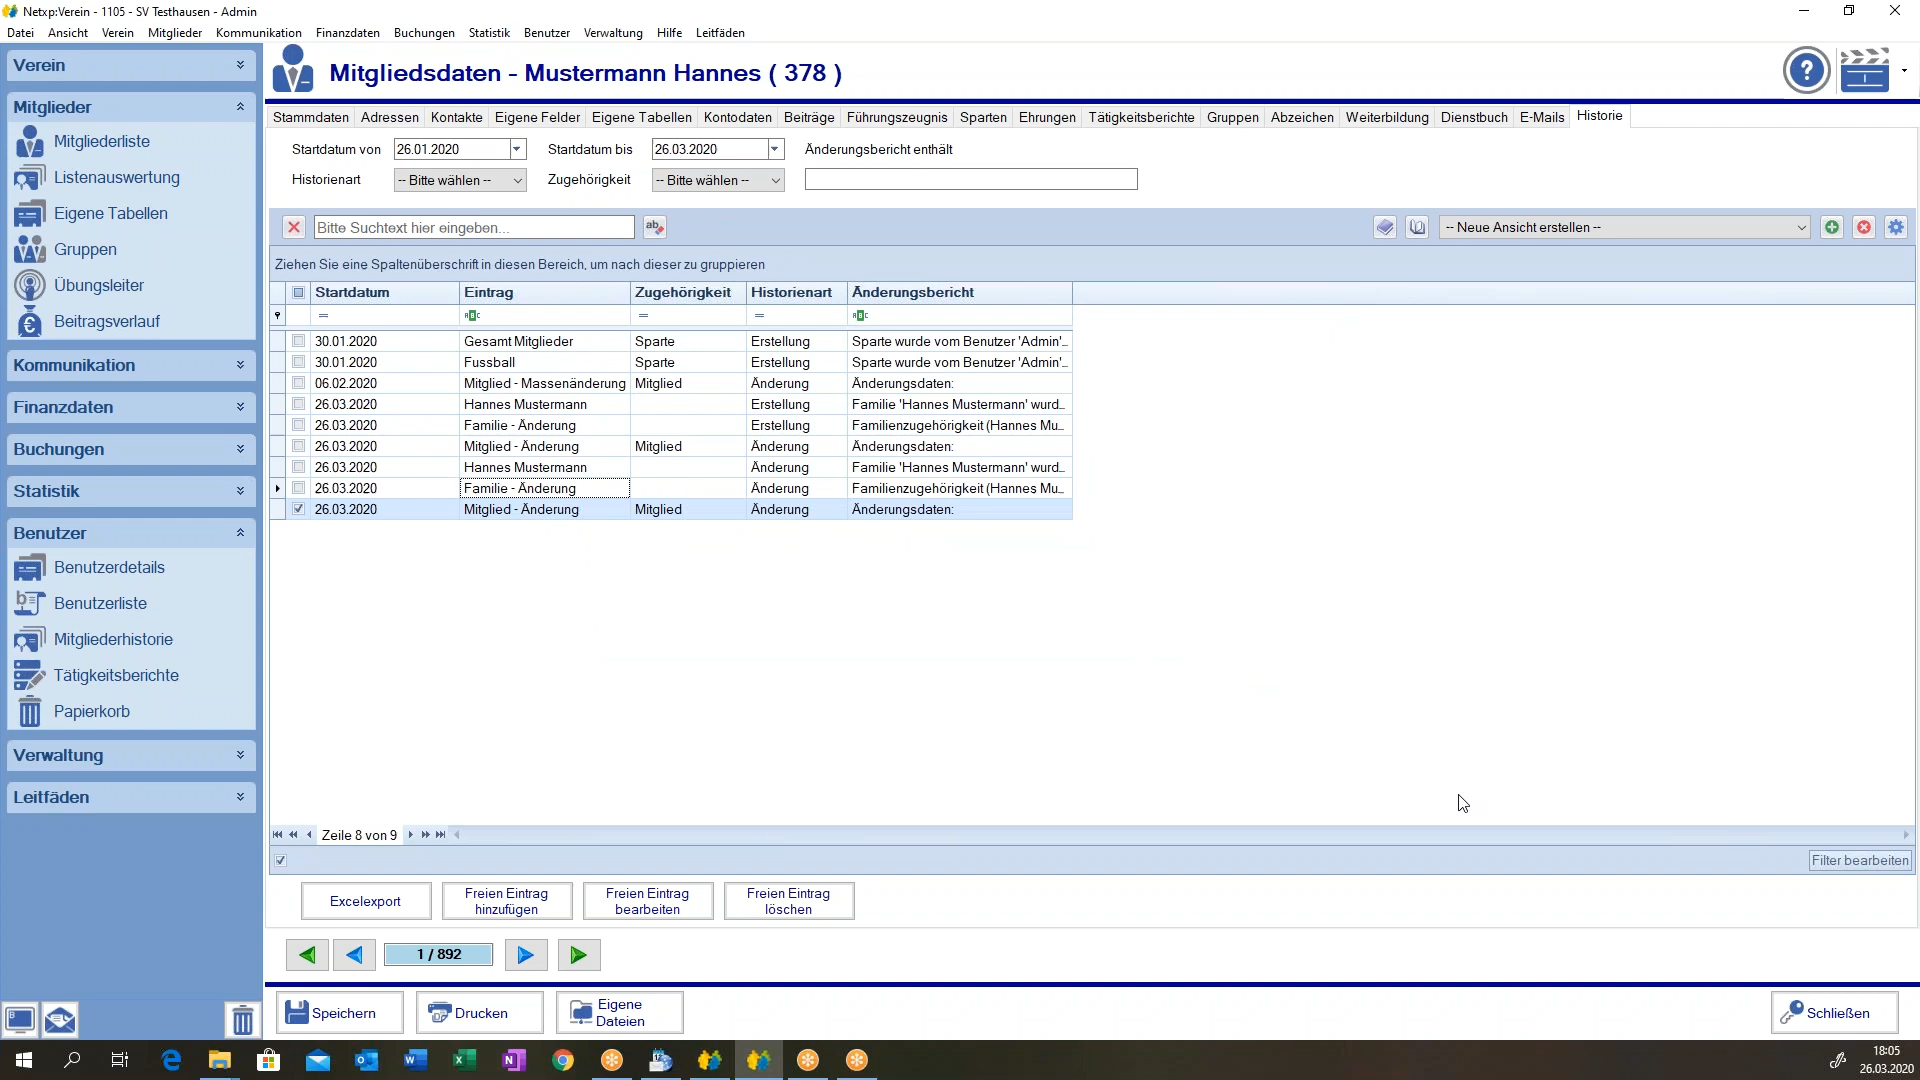 Netxp:Verein - 1105 - SV Testhausen - Admin
Datei Ansicht Verein Mitglieder Kommunikation Finanzdaten Buchungen Statistik Benutzer Verwaltung Hilfe Leitfäden
Verein
Mitglieder
Mitgliederliste
Listenauswertung
Eigene Tabellen
Gruppen
Übungsleiter
Beitragsverlauf
Kommunikation
Finanzdaten
Buchungen
Statistik
Benutzer
Benutzerdetails
Benutzerliste
Mitgliederhistorie
Tätigkeitsberichte
Papierkorb
Verwaltung
Leitfäden
Mitgliedsdaten - Mustermann Hannes ( 378 )
Stammdaten Adressen Kontakte Eigene Felder Eigene Tabellen Kontodaten Beiträge Führungszeugnis Sparten Ehrungen Tätigkeitsberichte Gruppen Abzeichen Weiterbildung Dienstbuch E-Mails Historie
Startdatum von 26.01.2020 Startdatum bis 26.03.2020 Änderungsbericht enthält
Historienart -- Bitte wählen -- Zugehörigkeit -- Bitte wählen --
Bitte Suchtext hier eingeben... -- Neue Ansicht erstellen --
Ziehen Sie eine Spaltenüberschrift in diesen Bereich, um nach dieser zu gruppieren
Startdatum Eintrag Zugehörigkeit Historienart Änderungsbericht
30.01.2020 Gesamt Mitglieder Sparte Erstellung Sparte wurde vom Benutzer 'Admin'...
30.01.2020 Fussball Sparte Erstellung Sparte wurde vom Benutzer 'Admin'...
06.02.2020 Mitglied - Massenänderung Mitglied Änderung Änderungsdaten:
26.03.2020 Hannes Mustermann Erstellung Familie 'Hannes Mustermann' wurd...
26.03.2020 Familie - Änderung Erstellung Familienzugehörigkeit (Hannes Mu...
26.03.2020 Mitglied - Änderung Mitglied Änderung Änderungsdaten:
26.03.2020 Hannes Mustermann Änderung Familie 'Hannes Mustermann' wurd...
26.03.2020 Familie - Änderung Änderung Familienzugehörigkeit (Hannes Mu...
26.03.2020 Mitglied - Änderung Mitglied Änderung Änderungsdaten:
Zeile 8 von 9
Filter bearbeiten
Excelexport
Freien Eintrag
hinzufügen
Freien Eintrag
bearbeiten
Freien Eintrag
löschen
1 / 892
Speichern
Drucken
Eigene
Dateien
Schließen
18:05
26.03.2020